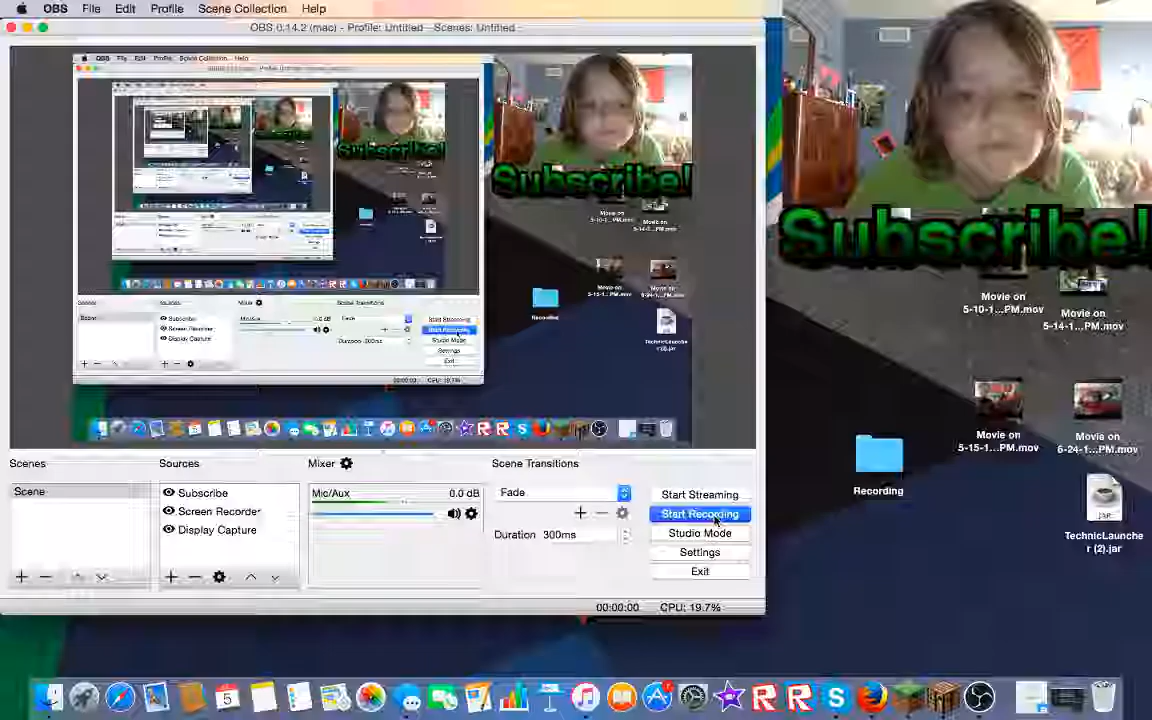 OBS File Edit Profile Scene Collection Help
OBS 0.14.2 (mac) - Profile: Untitled - Scenes: Untitled
Subscribe!
Subscribe!
Subscribe!
Movie on
5-10-1...PM.mov
Movie on
5-14-1...PM.mov
Movie on
5-15-1...PM.mov
Movie on
6-24-1...PM.mov
Recording
TechnicLaunche
r (2).jar
Recording
Scenes
Scene
Sources
Subscribe
Screen Recorder
Display Capture
Mixer
Mic/Aux 0.0 dB
Scene Transitions
Fade
Duration 300ms
Start Streaming
Start Recording
Studio Mode
Settings
Exit
00:00:00 CPU: 19.7%
5